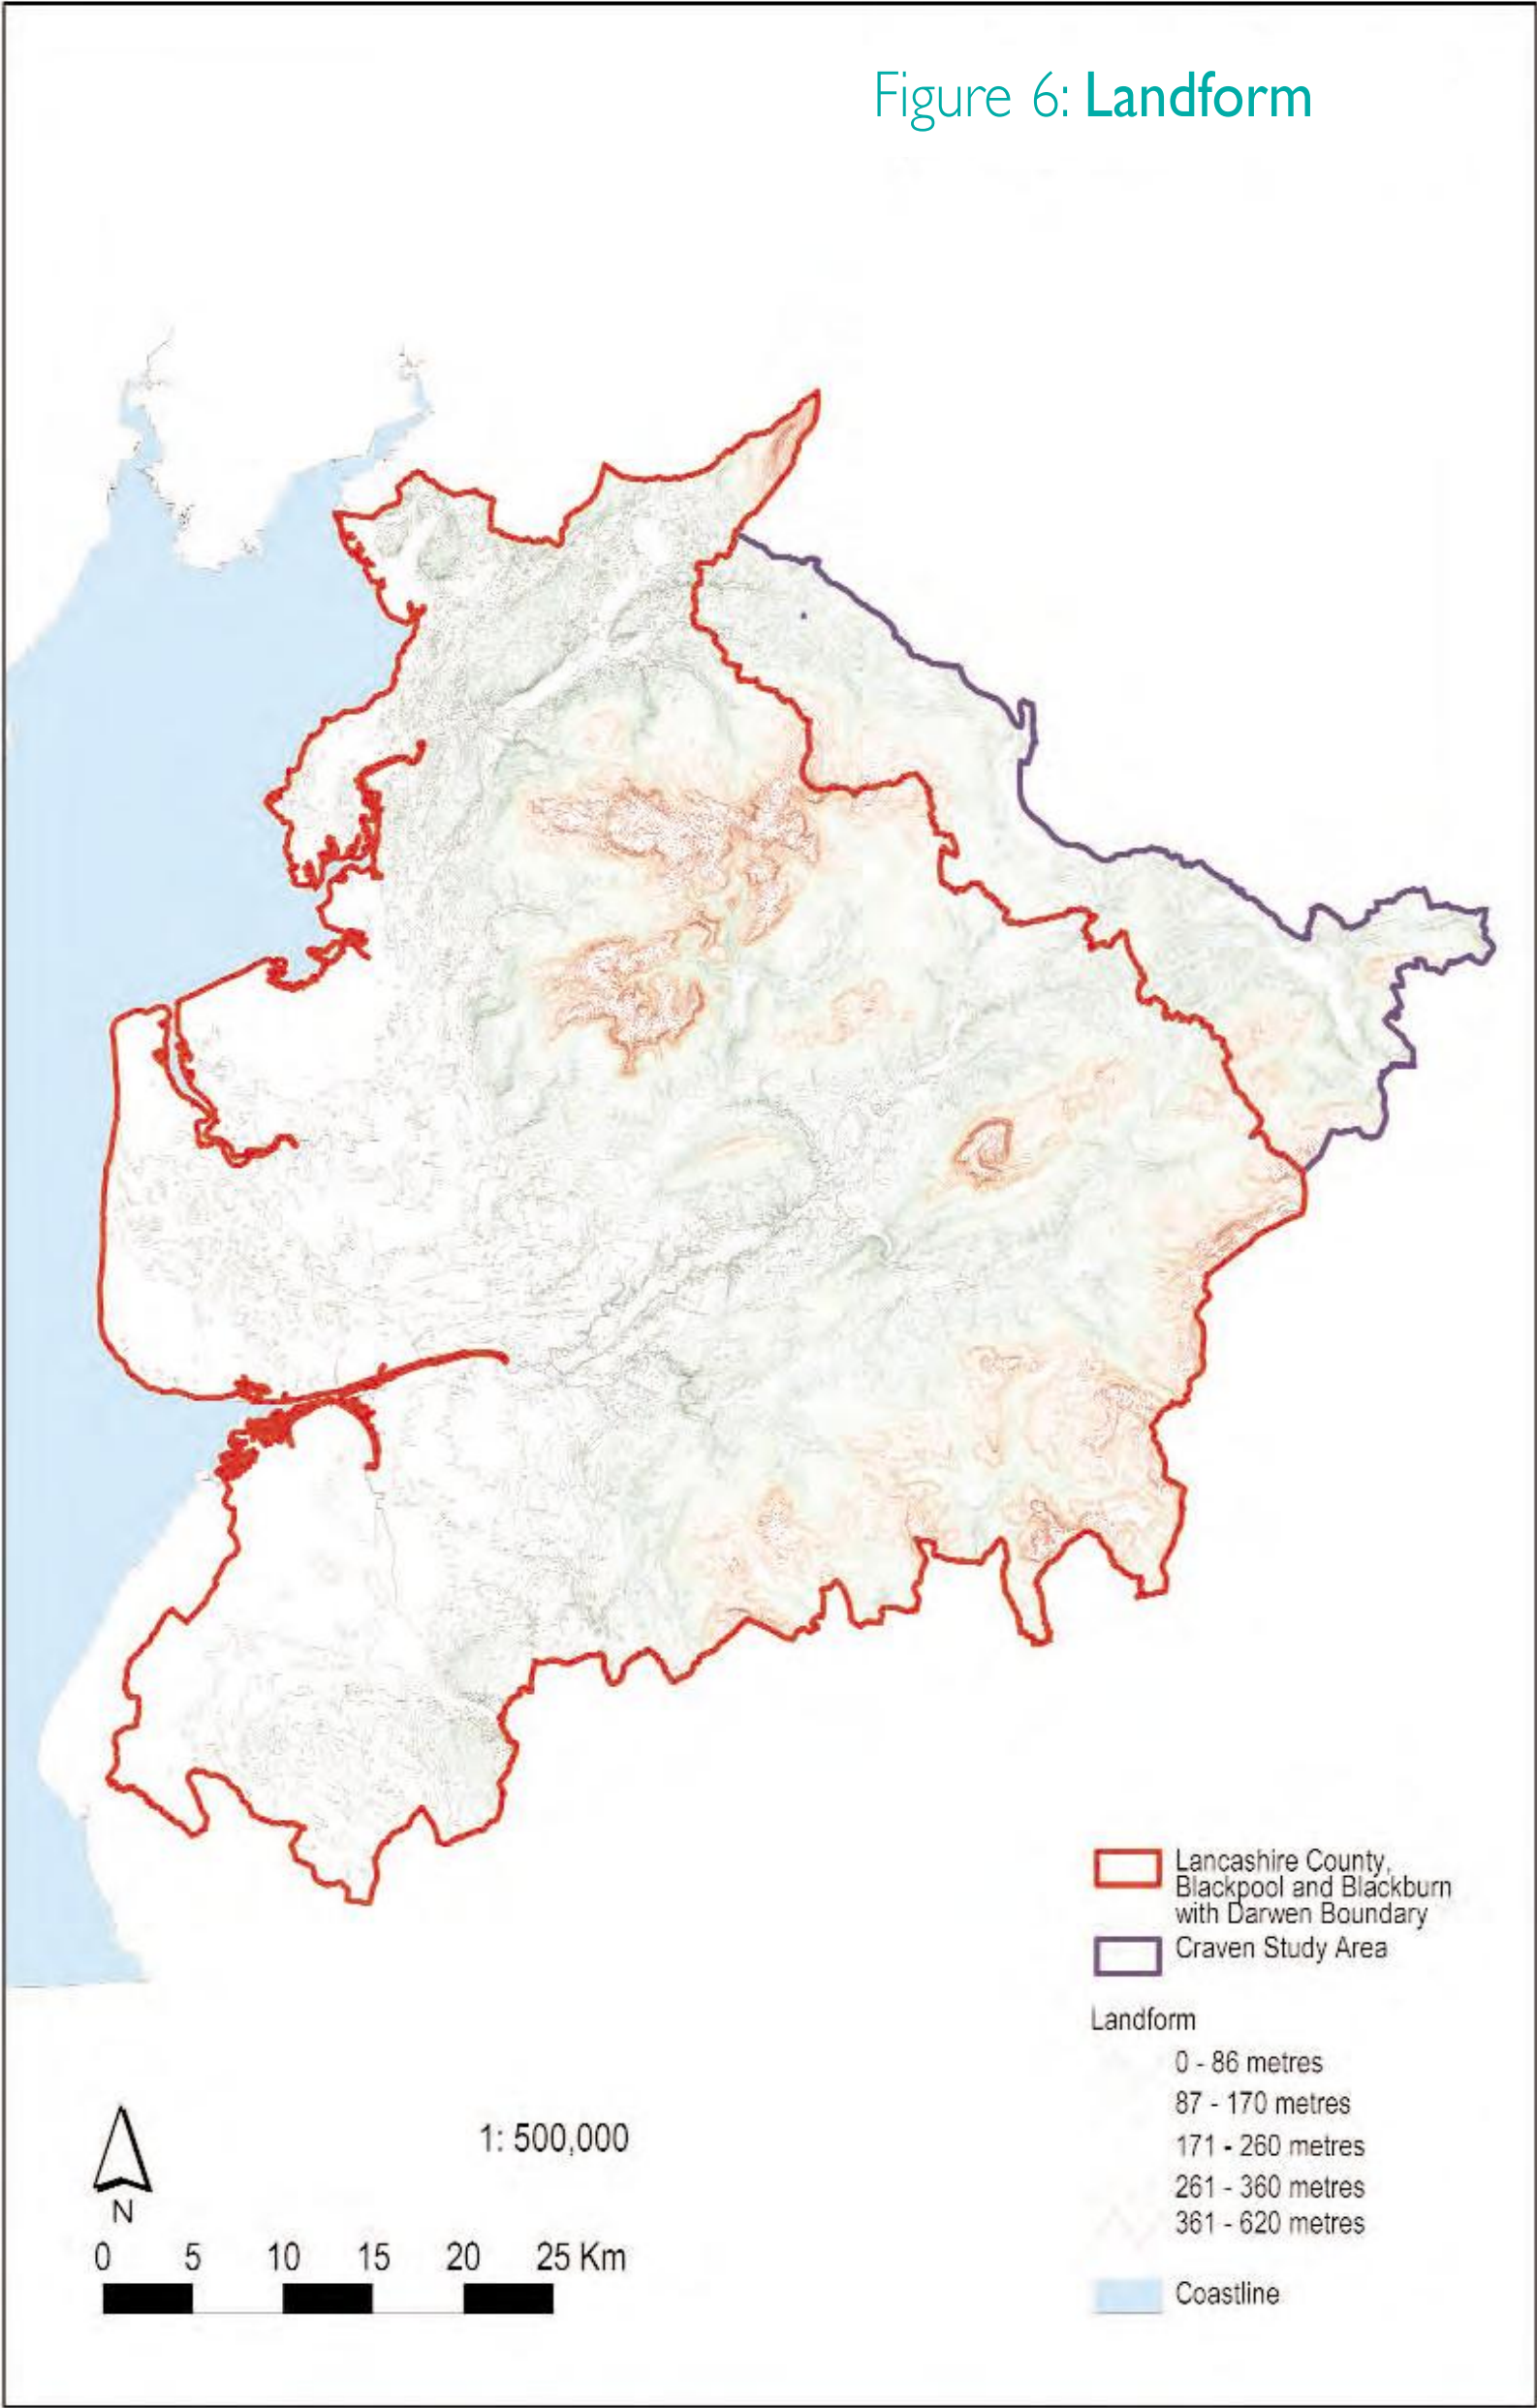 Figure 6: Landform
Lancashire County,
Blackpool and Blackburn
with Darwen Boundary
Craven Study Area
Landform
0 - 86 metres
87 - 170 metres
171 - 260 metres
261 - 360 metres
361 - 620 metres
Coastline
1: 500,000
N
0 5 10 15 20 25 Km